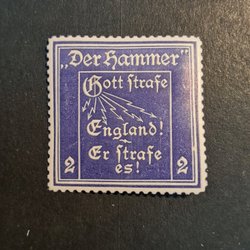 „Der Hammer"
Gott strafe
England!
Er strafe
2 es! 2